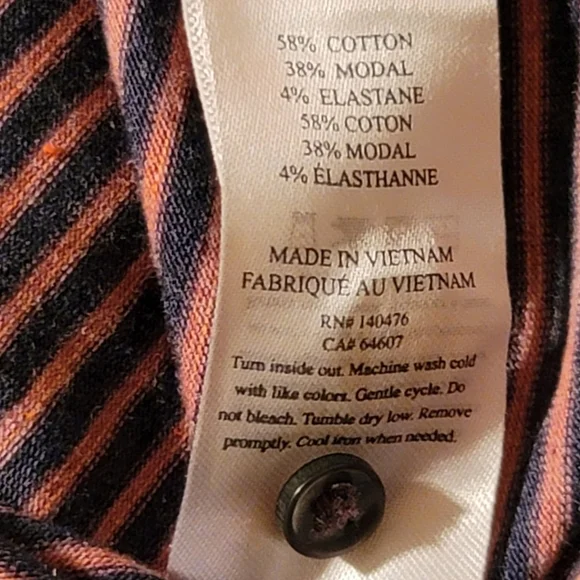 58% COTTON
38% MODAL
4% ELASTANE
58% COTON
38% MODAL
4% ÉLASTHANNE
MADE IN VIETNAM
FABRIQUÉ AU VIETNAM
RN# 140476
CA# 64607
Turn inside out. Machine wash cold
with like colors. Gentle cycle. Do
not bleach. Tumble dry low. Remove
promptly. Cool iron when needed.